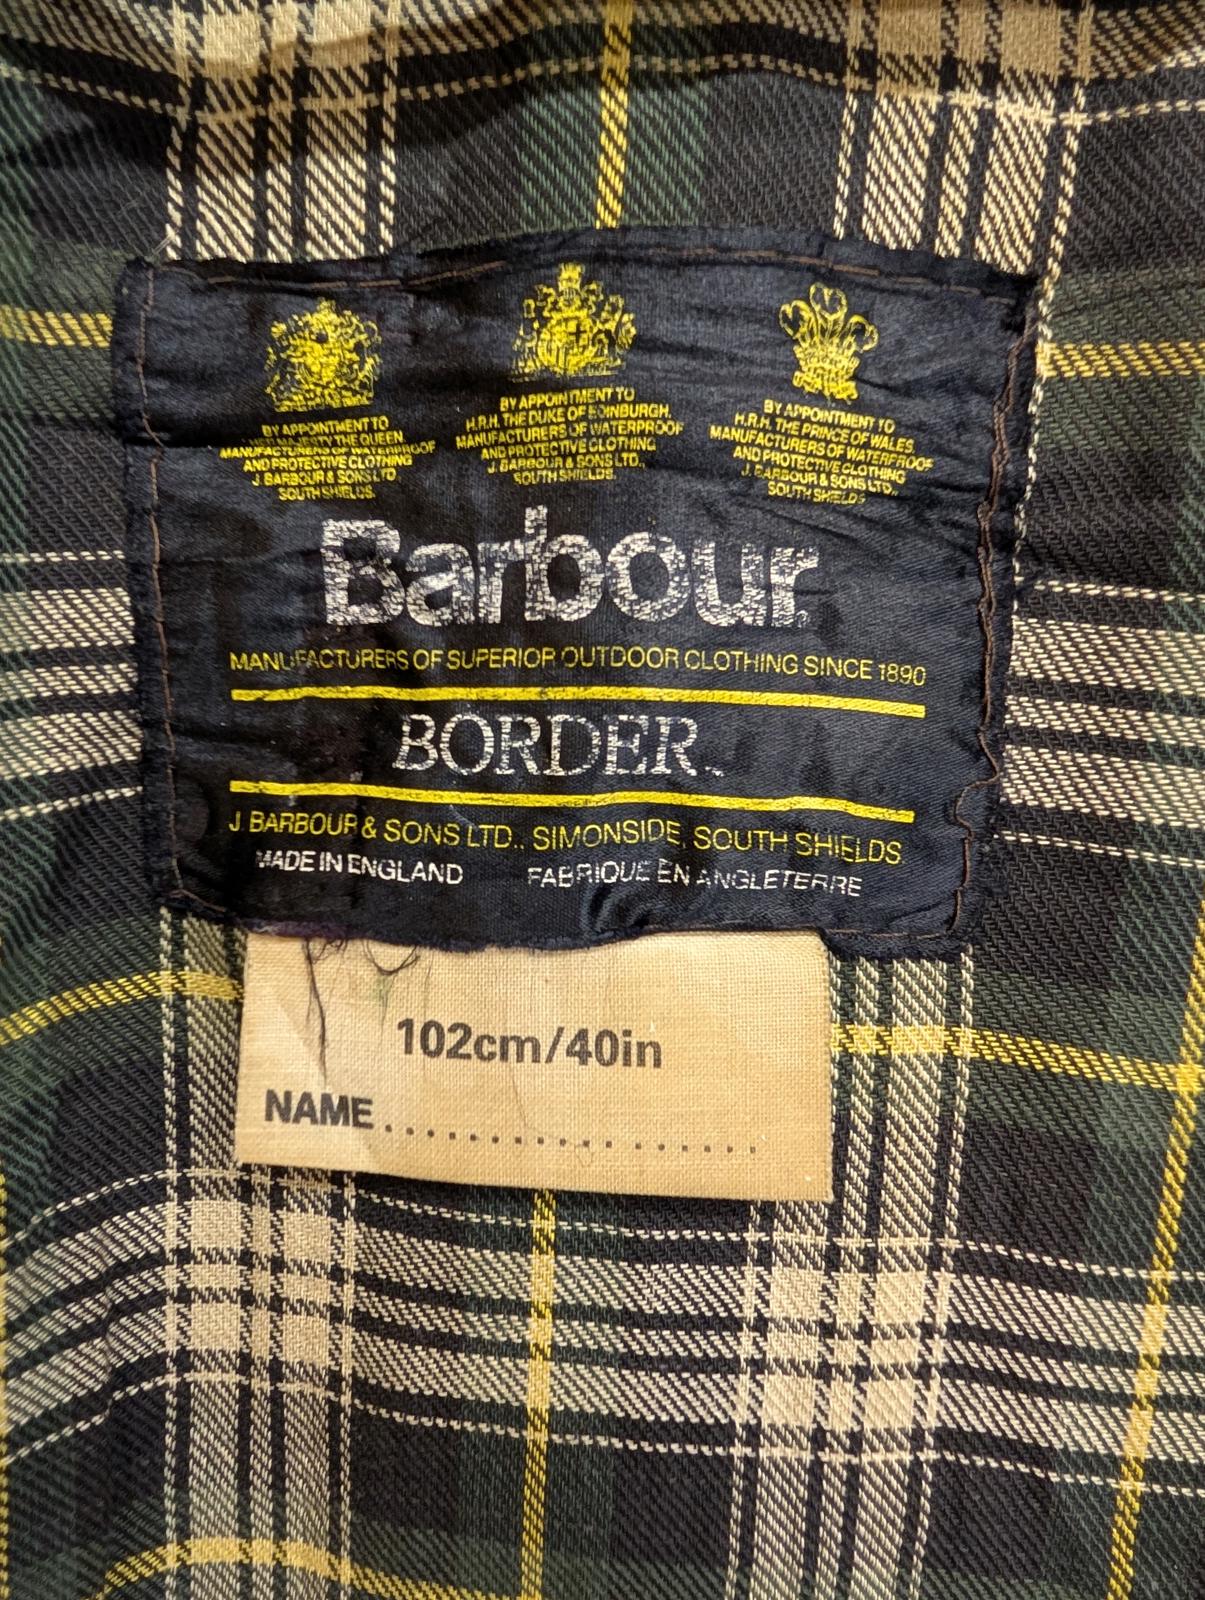 BY APPOINTMENT TO
HER MAJESTY THE QUEEN
MANUFACTURERS OF WATERPROOF
AND PROTECTIVE CLOTHING
J. BARBOUR & SONS LTD
SOUTH SHIELDS.
BY APPOINTMENT TO
H.R.H. THE DUKE OF EDINBURGH,
MANUFACTURERS OF WATERPROOF
AND PROTECTIVE CLOTHING
J. BARBOUR & SONS LTD.,
SOUTH SHIELDS.
BY APPOINTMENT TO
H.R.H. THE PRINCE OF WALES,
MANUFACTURERS OF WATERPROOF
AND PROTECTIVE CLOTHING
J. BARBOUR & SONS LTD.,
SOUTH SHIELDS
Barbour
MANUFACTURERS OF SUPERIOR OUTDOOR CLOTHING SINCE 1890
BORDER
J. BARBOUR & SONS LTD., SIMONSIDE, SOUTH SHIELDS
MADE IN ENGLAND FABRIQUE EN ANGLETERRE
102cm/40in
NAME....................